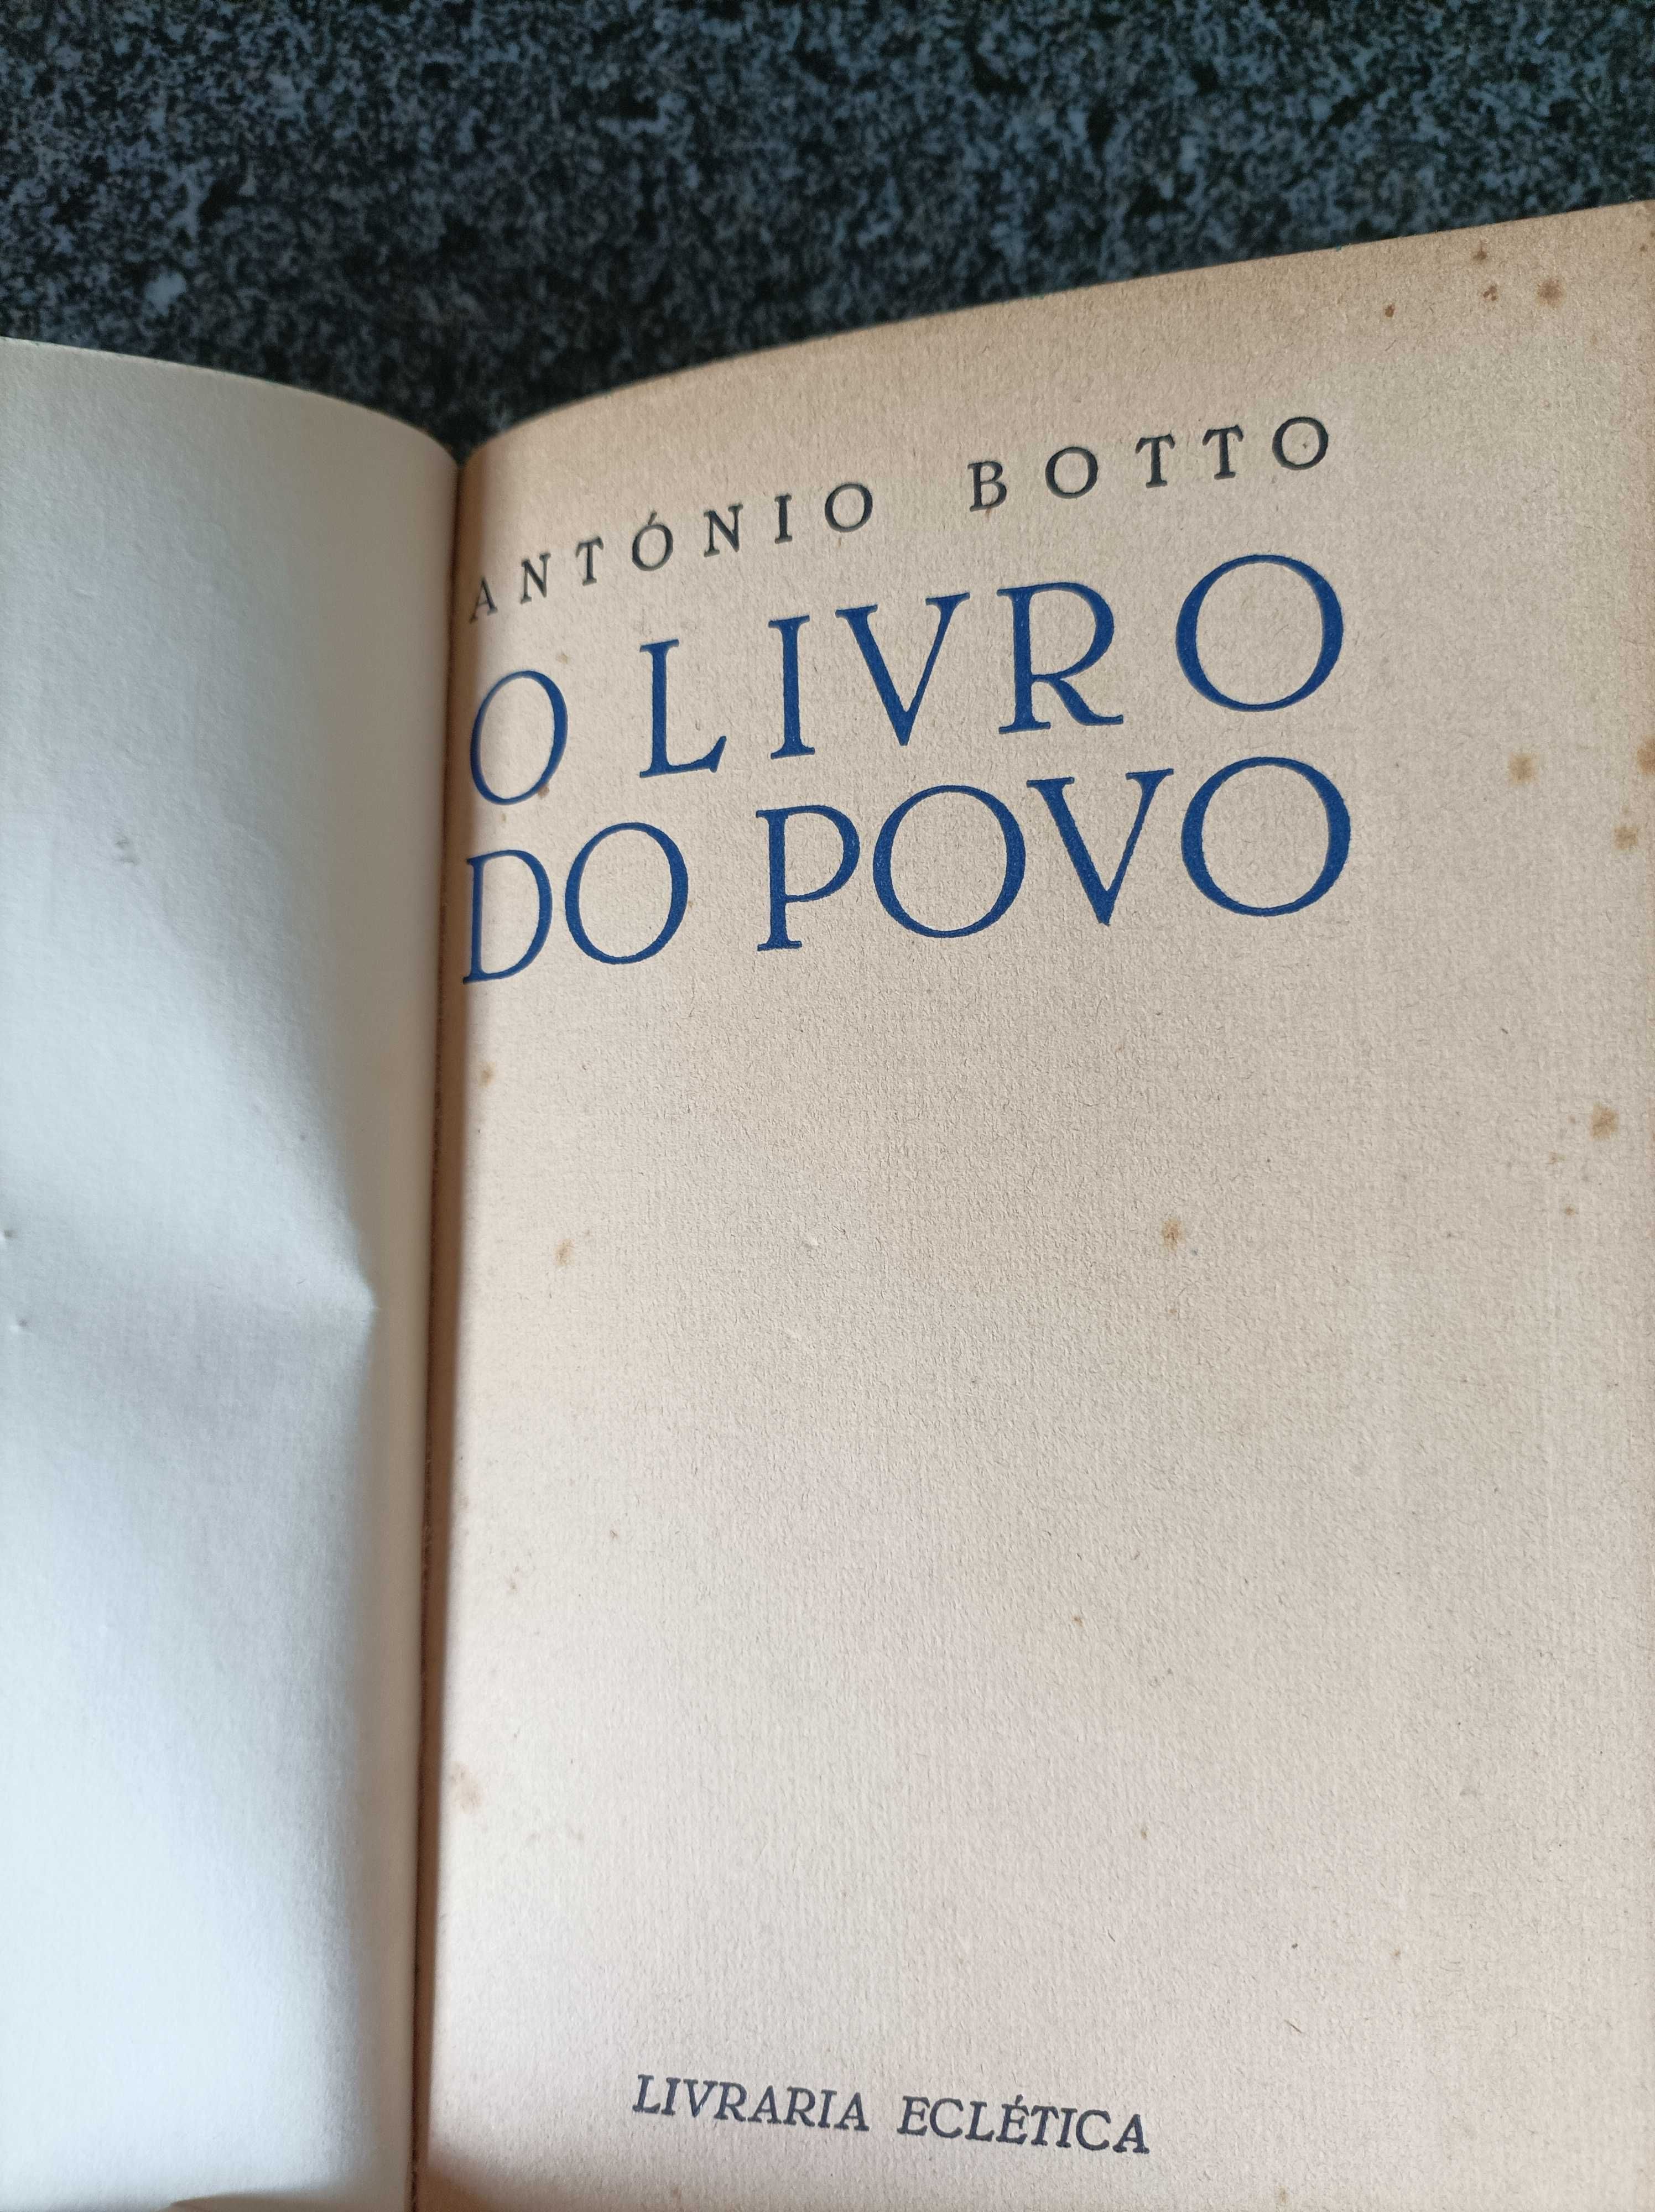 ANTÓNIO BOTTO
O LIVRO
DO POVO
LIVRARIA ECLÉTICA